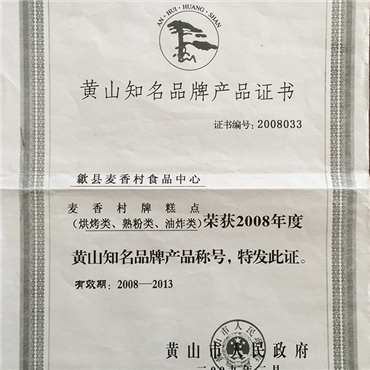 AN·HUI·HUANG·SHAN
黄山知名品牌产品证书
证书编号：2008033
歙县麦香村食品中心
麦香村牌糕点
（烘烤类、熟粉类、油炸类）荣获2008年度
黄山知名品牌产品称号，特发此证。
有效期：2008—2013
黄山市人民政府